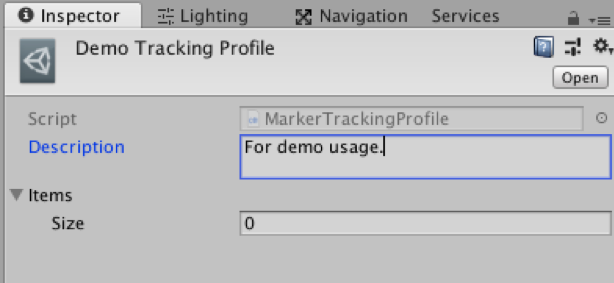 Inspector Lighting Navigation Services
Demo Tracking Profile
Open
Script MarkerTrackingProfile
Description For demo usage.
Items
Size 0